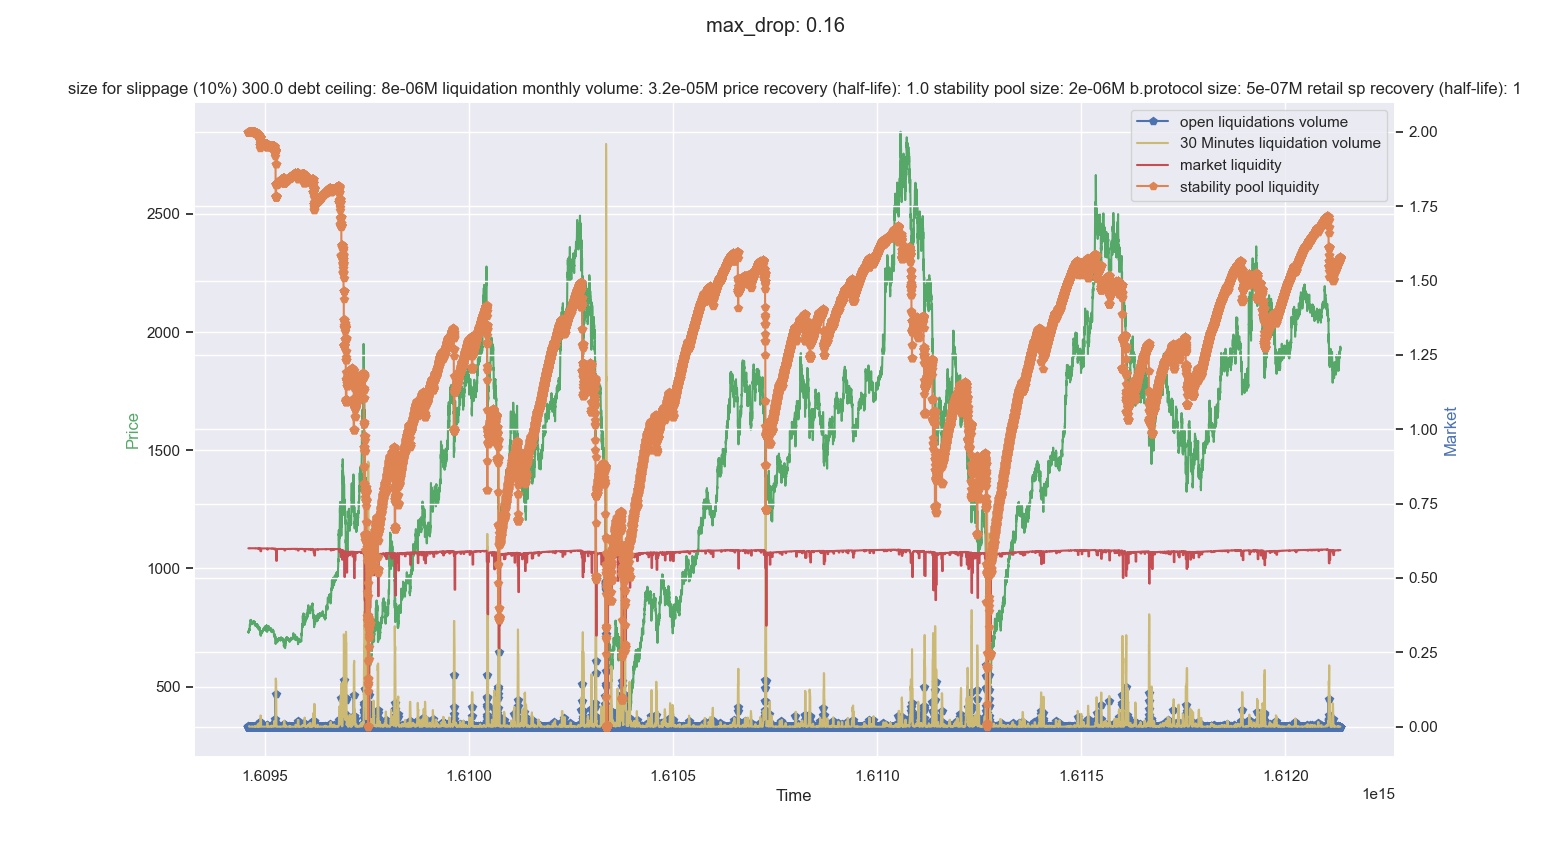 max_drop: 0.16
size for slippage (10%) 300.0 debt ceiling: 8e-06M liquidation monthly volume: 3.2e-05M price recovery (half-life): 1.0 stability pool size: 2e-06M b.protocol size: 5e-07M retail sp recovery (half-life): 1
open liquidations volume
30 Minutes liquidation volume
market liquidity
stability pool liquidity
2500
2000
1500
1000
500
Price
2.00
1.75
1.50
1.25
1.00
0.75
0.50
0.25
0.00
Market
1.6095 1.6100 1.6105 1.6110 1.6115 1.6120
Time
1e15